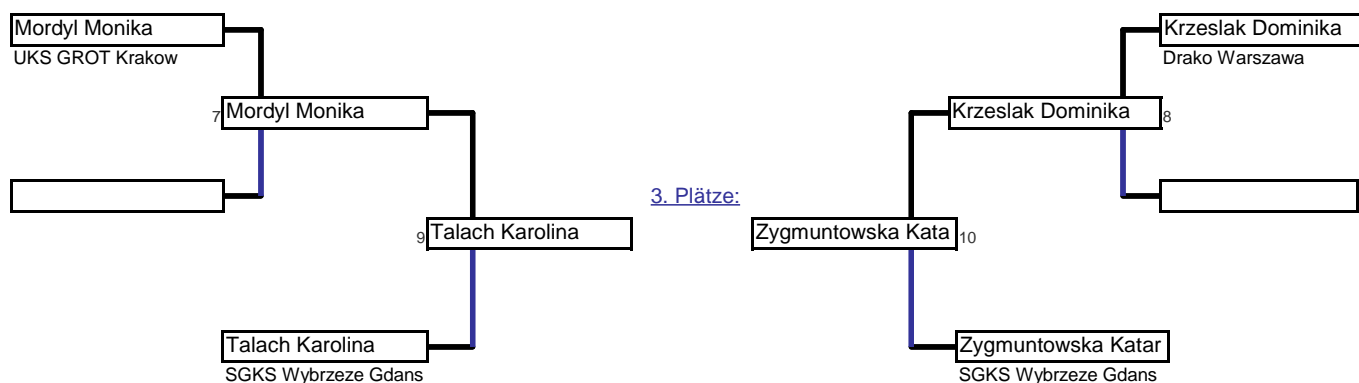 Mordyl Monika
UKS GROT Krakow
7 Mordyl Monika
Talach Karolina
SGKS Wybrzeze Gdans
9 Talach Karolina
3. Plätze:
Krzeslak Dominika
Drako Warszawa
Krzeslak Dominika 8
Zygmuntowska Kata 10
Zygmuntowska Katar
SGKS Wybrzeze Gdans